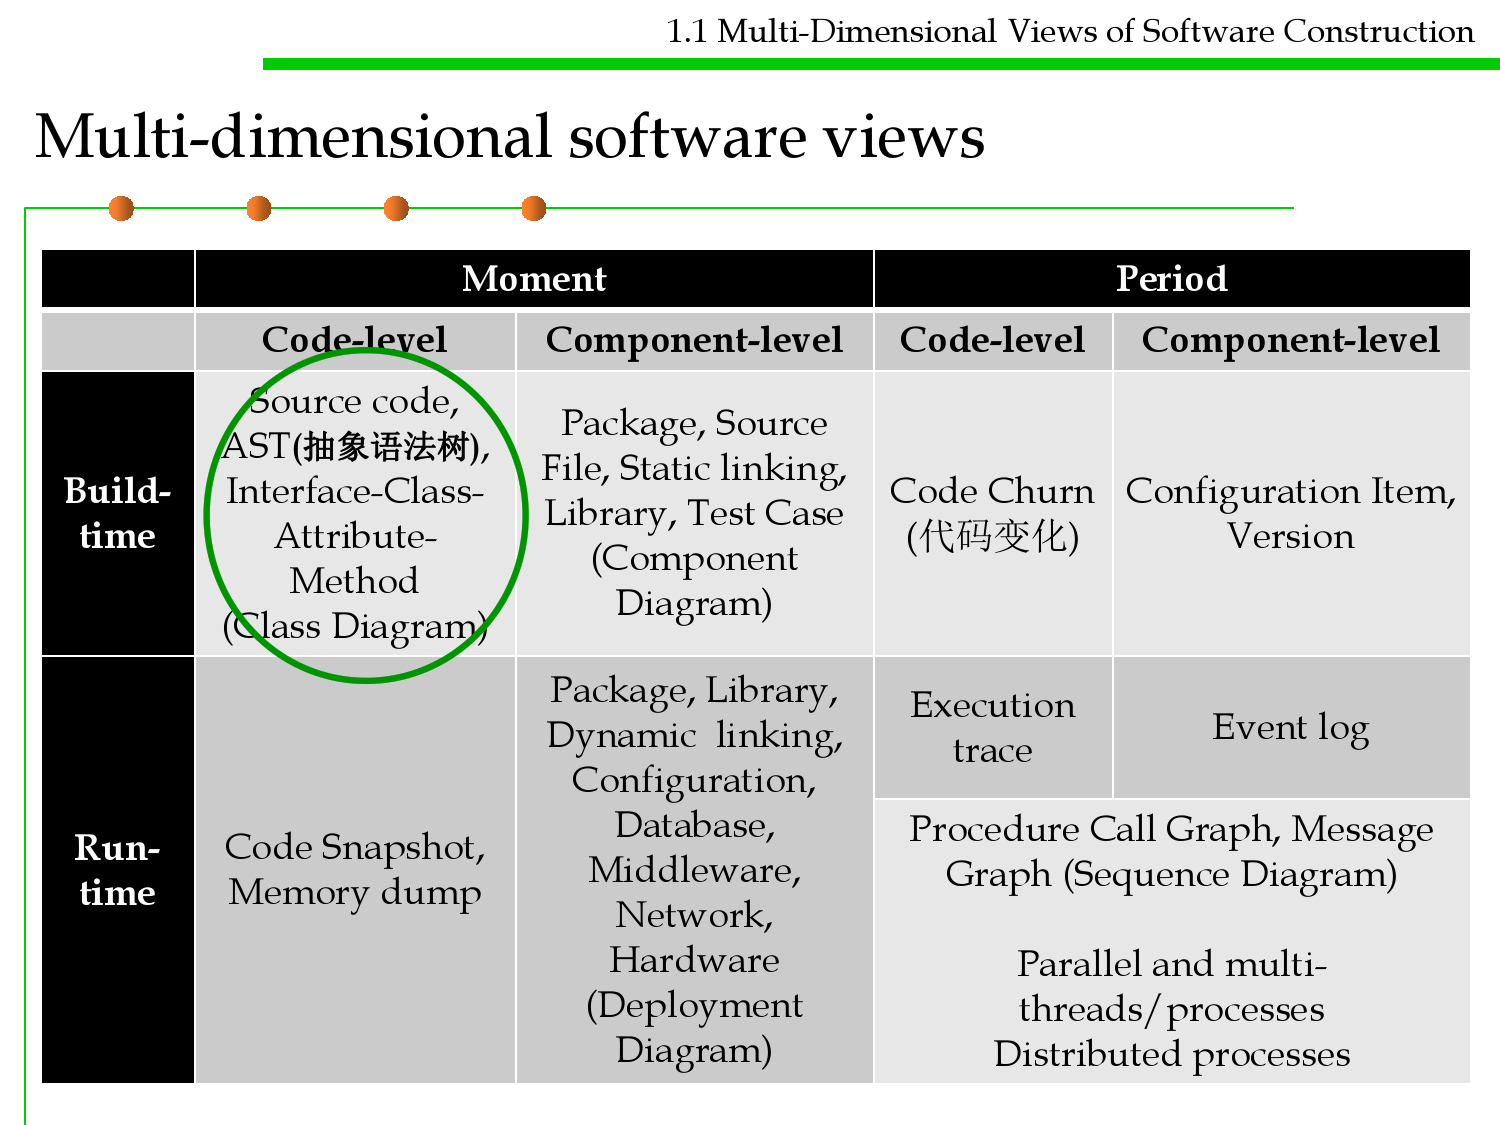 1.1 Multi-Dimensional Views of Software Construction
Multi-dimensional software views
Moment
Period
Code-level
Component-level
Code-level
Component-level
Build-
time
Source code,
AST(抽象语法树),
Interface-Class-
Attribute-
Method
(Class Diagram)
Package, Source
File, Static linking,
Library, Test Case
(Component
Diagram)
Code Churn
(代码变化)
Configuration Item,
Version
Run-
time
Code Snapshot,
Memory dump
Package, Library,
Dynamic linking,
Configuration,
Database,
Middleware,
Network,
Hardware
(Deployment
Diagram)
Execution
trace
Event log
Procedure Call Graph, Message
Graph (Sequence Diagram)
Parallel and multi-
threads/processes
Distributed processes